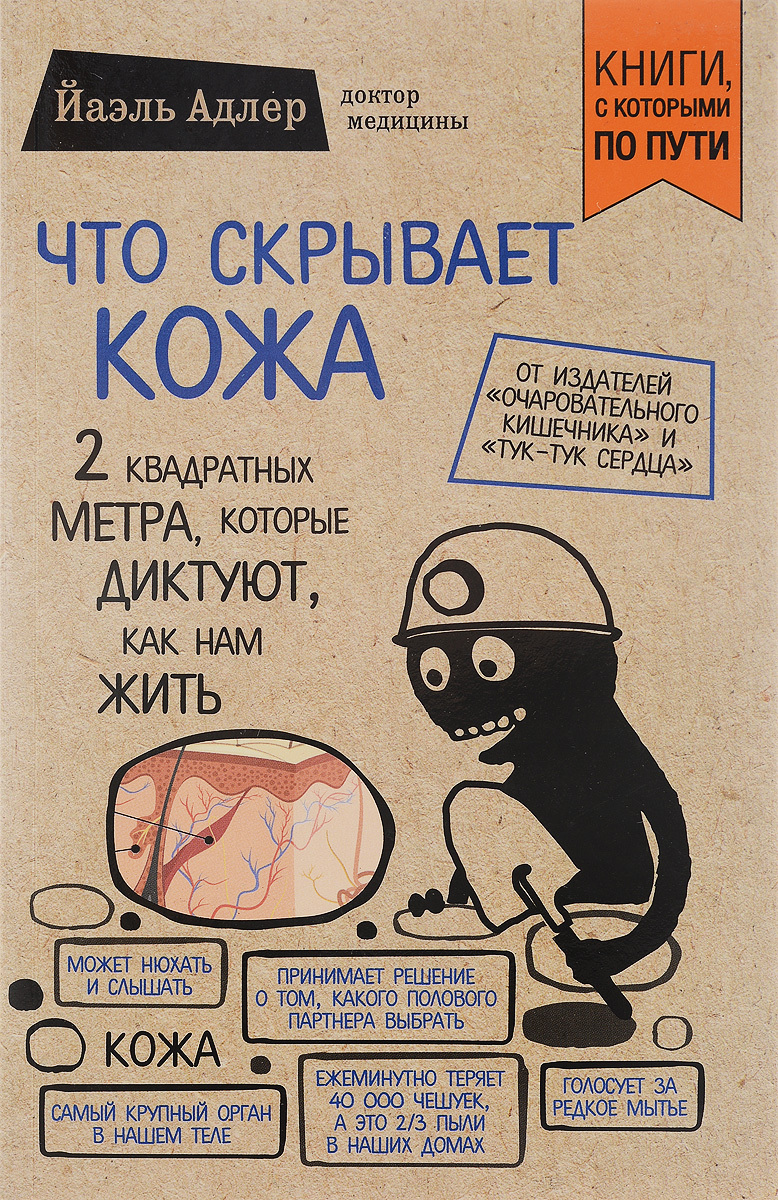 Йаэль Адлер
доктор
медицины
КНИГИ,
С КОТОРЫМИ
ПО ПУТИ
ЧТО СКРЫВАЕТ
КОЖА
ОТ ИЗДАТЕЛЕЙ
«ОЧАРОВАТЕЛЬНОГО
КИШЕЧНИКА» И
«ТУК-ТУК СЕРДЦА»
2 КВАДРАТНЫХ
МЕТРА, КОТОРЫЕ
ДИКТУЮТ,
КАК НАМ
ЖИТЬ
МОЖЕТ НЮХАТЬ
И СЛЫШАТЬ
ПРИНИМАЕТ РЕШЕНИЕ
О ТОМ, КАКОГО ПОЛОВОГО
ПАРТНЕРА ВЫБРАТЬ
КОЖА
САМЫЙ КРУПНЫЙ ОРГАН
В НАШЕМ ТЕЛЕ
ЕЖЕМИНУТНО ТЕРЯЕТ
40 000 ЧЕШУЕК,
А ЭТО 2/3 ПЫЛИ
В НАШИХ ДОМАХ
ГОЛОСУЕТ ЗА
РЕДКОЕ МЫТЬЕ